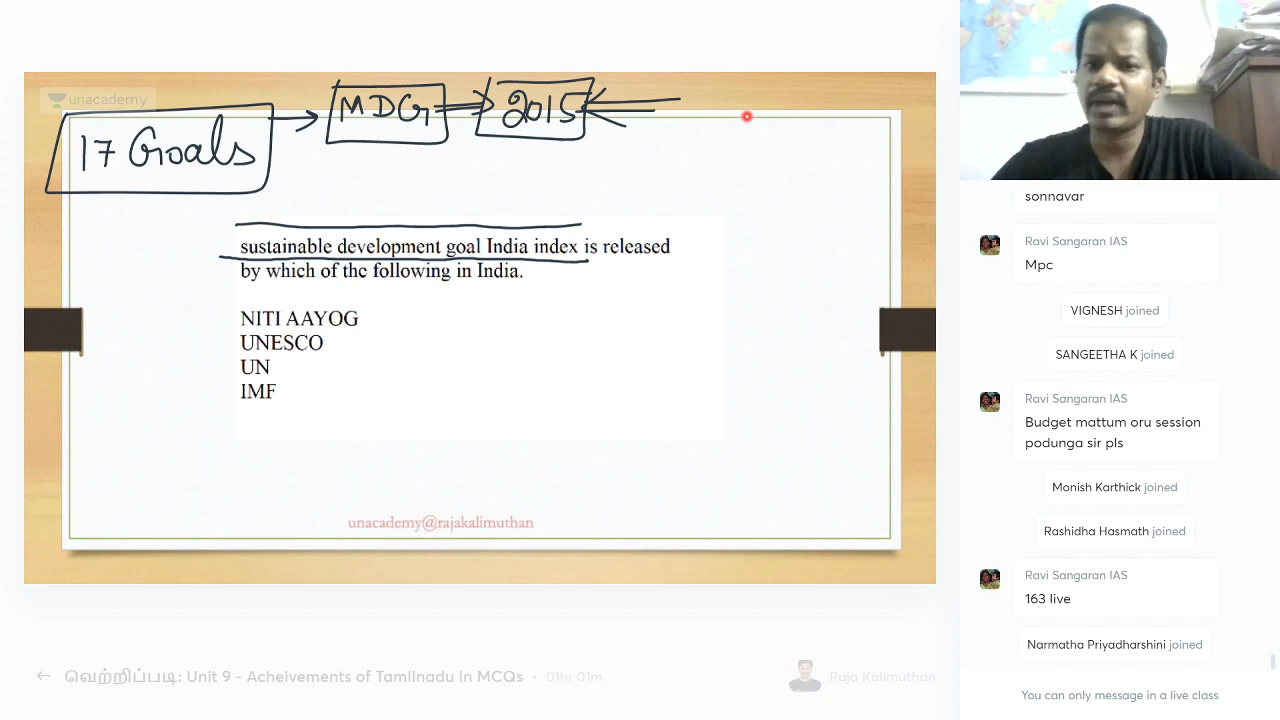 unacademy
17 Goals
MDG
2015
sustainable development goal India index is released
by which of the following in India.
NITI AAYOG
UNESCO
UN
IMF
unacademy@rajakalimuthan
வெற்றிப்படி: Unit 9 - Acheivements of Tamilnadu in MCQs • 01hr 01m
Raja Kalimuthan
sonnavar
Ravi Sangaran IAS
Mpc
VIGNESH joined
SANGEETHA K joined
Ravi Sangaran IAS
Budget mattum oru session
podunga sir pls
Monish Karthick joined
Rashidha Hasmath joined
Ravi Sangaran IAS
163 live
Narmatha Priyadharshini joined
You can only message in a live class